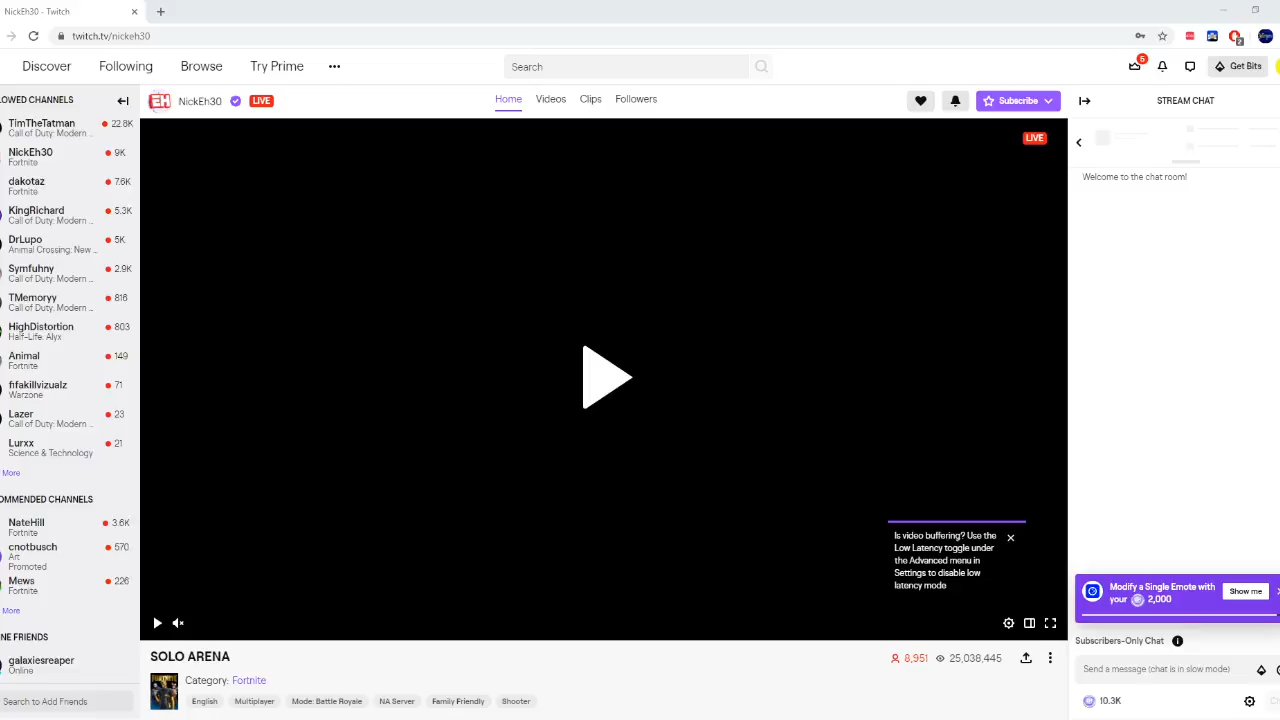 NickEh30 - Twitch
twitch.tv/nickeh30
2
Discover
Following
Browse
Try Prime
Search
5
Get Bits
LOWED CHANNELS
TimTheTatman
22.8K
Call of Duty: Modern ...
NickEh30
9K
Fortnite
dakotaz
7.6K
Fortnite
KingRichard
5.3K
Call of Duty: Modern ...
DrLupo
5K
Animal Crossing: New ...
Symfuhny
2.9K
Call of Duty: Modern ...
TMemoryy
816
Call of Duty: Modern ...
HighDistortion
803
Half-Life: Alyx
Animal
149
Fortnite
fifakillvizualz
71
Warzone
Lazer
23
Call of Duty: Modern ...
Lurxx
21
Science & Technology
More
OMMENDED CHANNELS
NateHill
3.6K
Fortnite
cnotbusch
570
Art
Promoted
Mews
226
Fortnite
More
INE FRIENDS
galaxiesreaper
Online
Search to Add Friends
EH
NickEh30
LIVE
Home
Videos
Clips
Followers
Subscribe
LIVE
Is video buffering? Use the
Low Latency toggle under
the Advanced menu in
Settings to disable low
latency mode
SOLO ARENA
8,951
25,038,445
Category: Fortnite
English
Multiplayer
Mode: Battle Royale
NA Server
Family Friendly
Shooter
STREAM CHAT
Welcome to the chat room!
Modify a Single Emote with
your 2,000
Show me
Subscribers-Only Chat
Send a message (chat is in slow mode)
10.3K